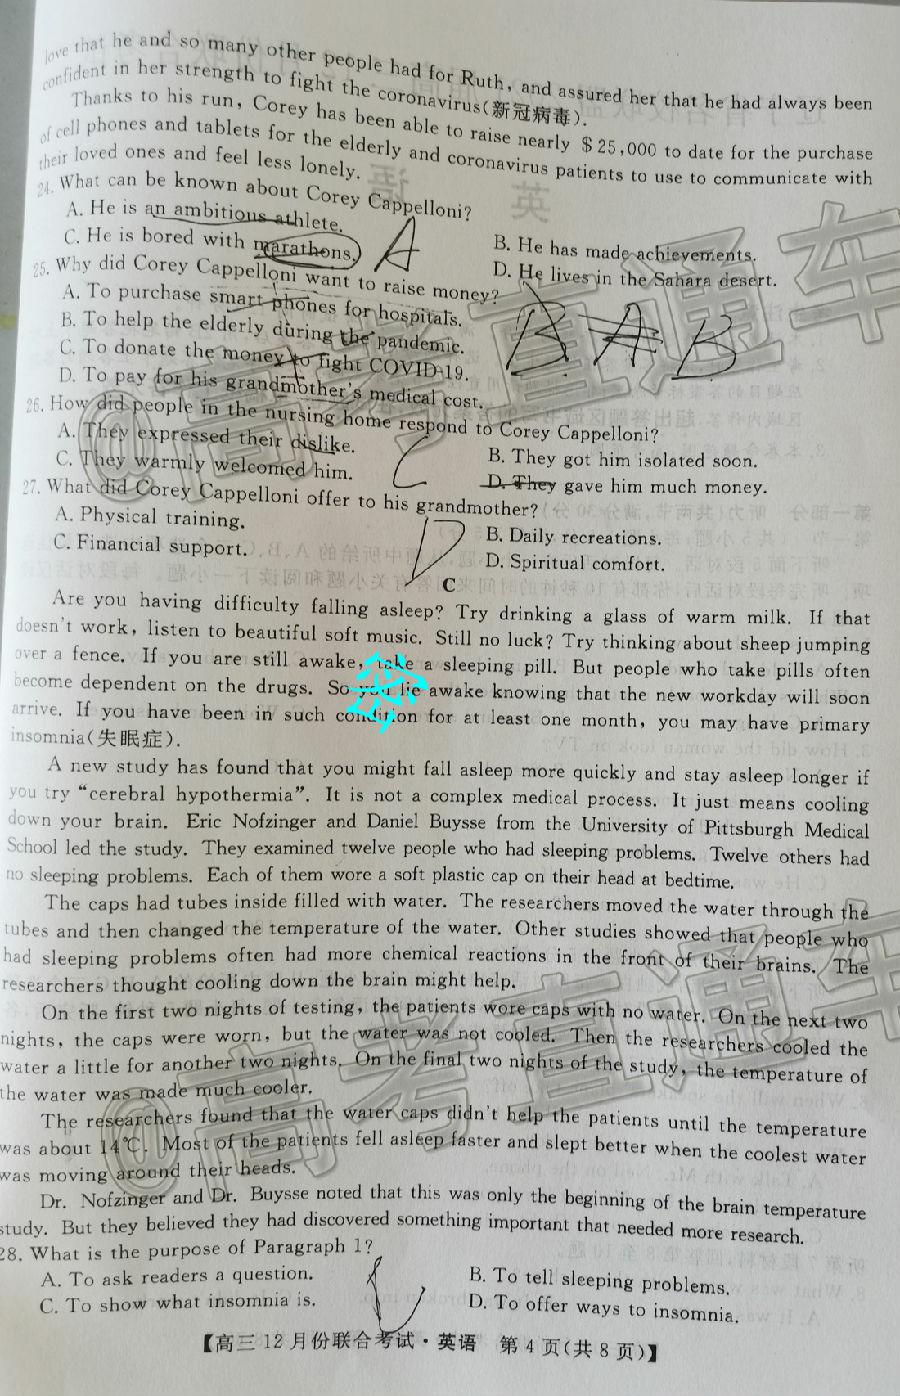 love that he and so many other people had for Ruth, and assured her that he had always been
confident in her strength to fight the coronavirus(新冠病毒).
Thanks to his run, Corey has been able to raise nearly $25,000 to date for the purchase
of cell phones and tablets for the elderly and coronavirus patients to use to communicate with
their loved ones and feel less lonely.
24. What can be known about Corey Cappelloni?
A. He is an ambitious athlete.
B. He has made achievements.
C. He is bored with marathons.
D. He lives in the Sahara desert.
A
25. Why did Corey Cappelloni want to raise money?
A. To purchase smart phones for hospitals.
B. To help the elderly during the pandemic.
C. To donate the money to fight COVID-19.
D. To pay for his grandmother's medical cost.
B A B
26. How did people in the nursing home respond to Corey Cappelloni?
A. They expressed their dislike.
B. They got him isolated soon.
C. They warmly welcomed him.
D. They gave him much money.
C
27. What did Corey Cappelloni offer to his grandmother?
A. Physical training.
B. Daily recreations.
C. Financial support.
D. Spiritual comfort.
D
C
Are you having difficulty falling asleep? Try drinking a glass of warm milk. If that
doesn't work, listen to beautiful soft music. Still no luck? Try thinking about sheep jumping
over a fence. If you are still awake, take a sleeping pill. But people who take pills often
become dependent on the drugs. So you lie awake knowing that the new workday will soon
arrive. If you have been in such condition for at least one month, you may have primary
insomnia(失眠症).
密
A new study has found that you might fall asleep more quickly and stay asleep longer if
you try "cerebral hypothermia". It is not a complex medical process. It just means cooling
down your brain. Eric Nofzinger and Daniel Buysse from the University of Pittsburgh Medical
School led the study. They examined twelve people who had sleeping problems. Twelve others had
no sleeping problems. Each of them wore a soft plastic cap on their head at bedtime.
The caps had tubes inside filled with water. The researchers moved the water through the
tubes and then changed the temperature of the water. Other studies showed that people who
had sleeping problems often had more chemical reactions in the front of their brains. The
researchers thought cooling down the brain might help.
On the first two nights of testing, the patients wore caps with no water. On the next two
nights, the caps were worn, but the water was not cooled. Then the researchers cooled the
water a little for another two nights. On the final two nights of the study, the temperature of
the water was made much cooler.
The researchers found that the water caps didn't help the patients until the temperature
was about 14℃. Most of the patients fell asleep faster and slept better when the coolest water
was moving around their heads.
Dr. Nofzinger and Dr. Buysse noted that this was only the beginning of the brain temperature
study. But they believed they had discovered something important that needed more research.
28. What is the purpose of Paragraph 1?
A. To ask readers a question.
B. To tell sleeping problems.
C. To show what insomnia is.
D. To offer ways to insomnia.
【高三12月份联合考试·英语 第4页(共8页)】
@高考直通车
@高考直通车